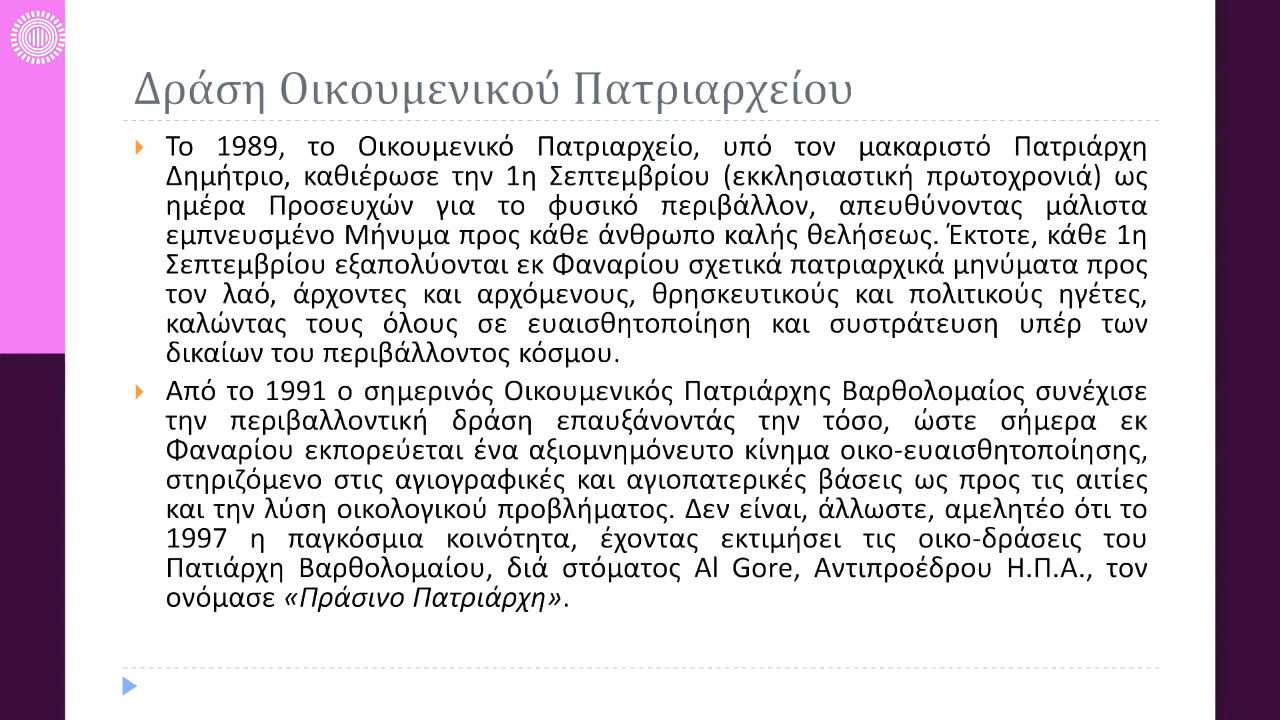 Δράση Οικουμενικού Πατριαρχείου
Το 1989, το Οικουμενικό Πατριαρχείο, υπό τον μακαριστό Πατριάρχη
Δημήτριο, καθιέρωσε την 1η Σεπτεμβρίου (εκκλησιαστική πρωτοχρονιά) ως
ημέρα Προσευχών για το φυσικό περιβάλλον, απευθύνοντας μάλιστα
εμπνευσμένο Μήνυμα προς κάθε άνθρωπο καλής θελήσεως. Έκτοτε, κάθε 1η
Σεπτεμβρίου εξαπολύονται εκ Φαναρίου σχετικά πατριαρχικά μηνύματα προς
τον λαό, άρχοντες και αρχόμενους, θρησκευτικούς και πολιτικούς ηγέτες,
καλώντας τους όλους σε ευαισθητοποίηση και συστράτευση υπέρ των
δικαίων του περιβάλλοντος κόσμου.
Από το 1991 ο σημερινός Οικουμενικός Πατριάρχης Βαρθολομαίος συνέχισε
την περιβαλλοντική δράση επαυξάνοντάς την τόσο, ώστε σήμερα εκ
Φαναρίου εκπορεύεται ένα αξιομνημόνευτο κίνημα οικο-ευαισθητοποίησης,
στηριζόμενο στις αγιογραφικές και αγιοπατερικές βάσεις ως προς τις αιτίες
και την λύση οικολογικού προβλήματος. Δεν είναι, άλλωστε, αμελητέο ότι το
1997 η παγκόσμια κοινότητα, έχοντας εκτιμήσει τις οικο-δράσεις του
Πατιάρχη Βαρθολομαίου, διά στόματος Al Gore, Αντιπροέδρου Η.Π.Α., τον
ονόμασε «Πράσινο Πατριάρχη».